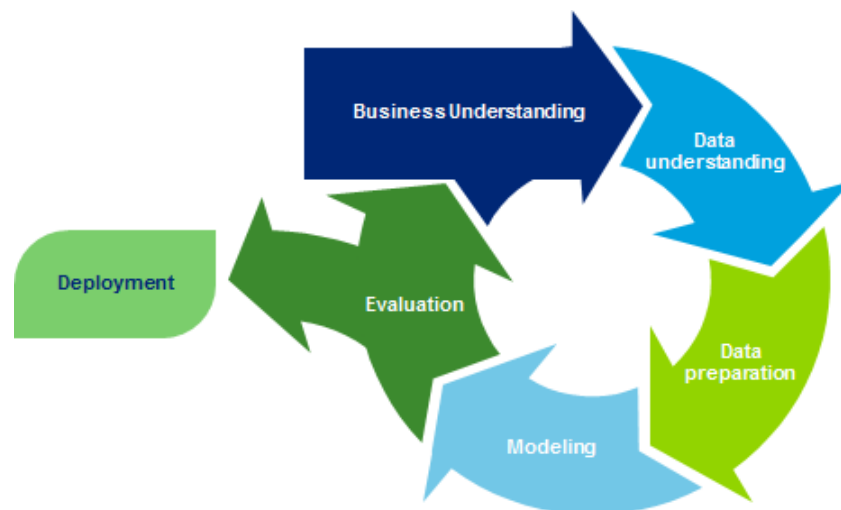 Business Understanding
Data
understanding
Deployment
Evaluation
Data
preparation
Modeling